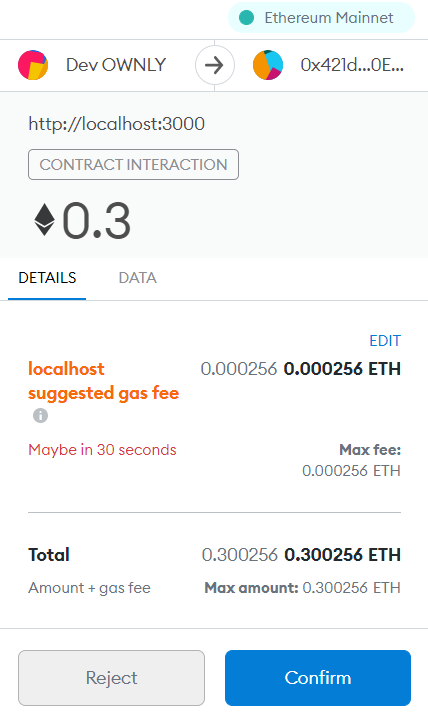 Ethereum Mainnet
Dev OWNLY
0x421d...0E...
http://localhost:3000
CONTRACT INTERACTION
0.3
DETAILS DATA
EDIT
localhost 0.000256 0.000256 ETH
suggested gas fee
Maybe in 30 seconds Max fee:
0.000256 ETH
Total 0.300256 0.300256 ETH
Amount + gas fee Max amount: 0.300256 ETH
Reject Confirm